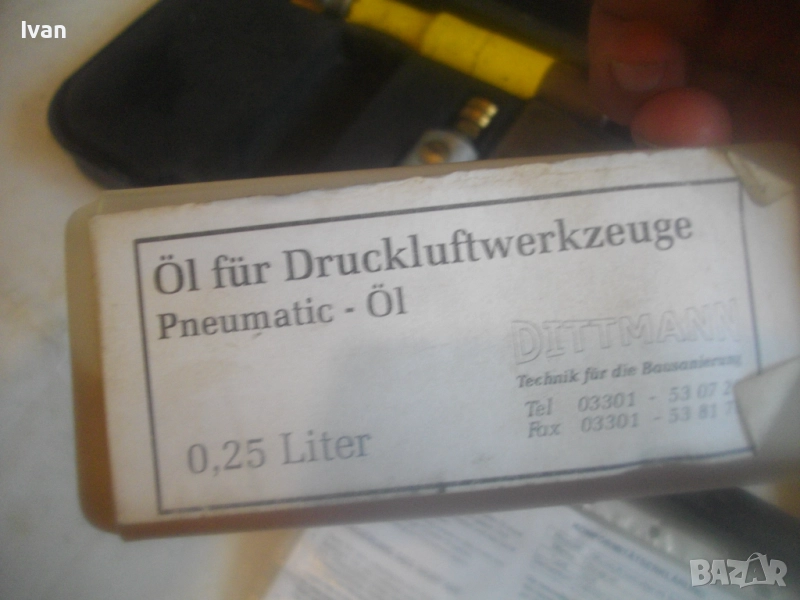 Ivan
Öl für Druckluftwerkzeuge
Pneumatic - Öl
DITTMANN
Technik für die Bausanierung
Tel 03301 - 53 07
Fax 03301 - 53 81
0,25 Liter
BAZAR